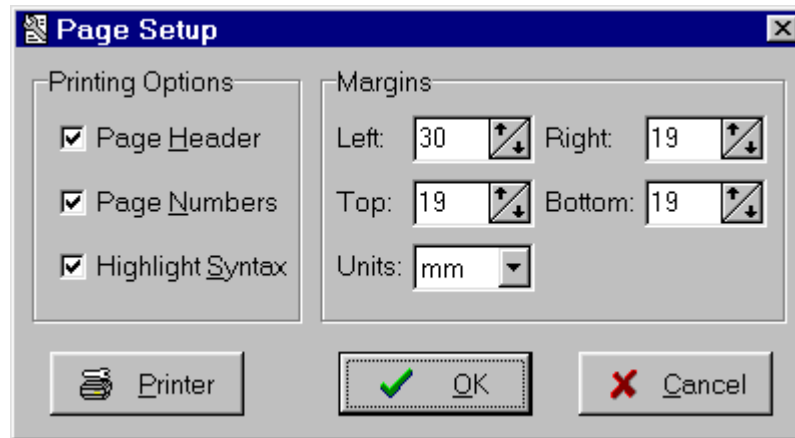 Page Setup
Printing Options
Page Header
Page Numbers
Highlight Syntax
Margins
Left: 30 Right: 19
Top: 19 Bottom: 19
Units: mm
Printer OK Cancel